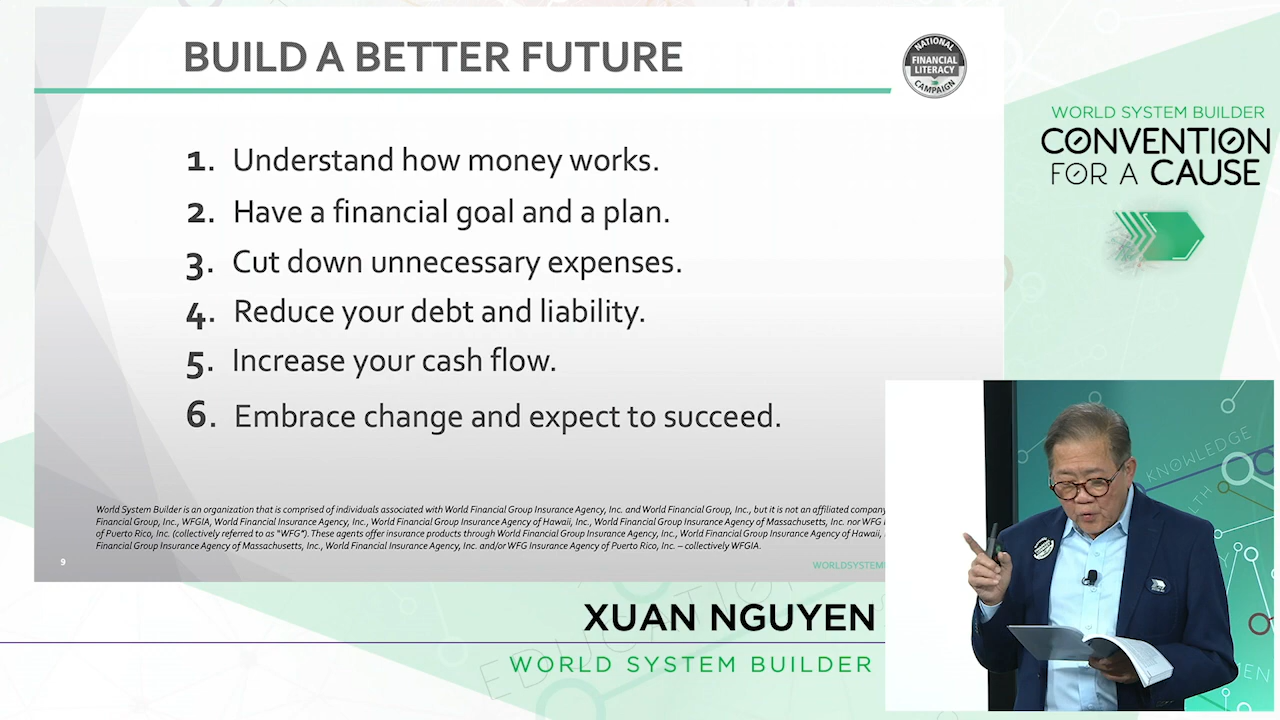 BUILD A BETTER FUTURE
NATIONAL
FINANCIAL
LITERACY
CAMPAIGN
WORLD SYSTEM BUILDER
CONVENTION
FOR A CAUSE
1. Understand how money works.
2. Have a financial goal and a plan.
3. Cut down unnecessary expenses.
4. Reduce your debt and liability.
5. Increase your cash flow.
6. Embrace change and expect to succeed.
World System Builder is an organization that is comprised of individuals associated with World Financial Group Insurance Agency, Inc. and World Financial Group, Inc., but it is not an affiliated company
Financial Group, Inc., WFGIA, World Financial Insurance Agency, Inc., World Financial Group Insurance Agency of Hawaii, Inc., World Financial Group Insurance Agency of Massachusetts, Inc. nor WFG
of Puerto Rico, Inc. (collectively referred to as "WFG"). These agents offer insurance products through World Financial Group Insurance Agency, Inc., World Financial Group Insurance Agency of Hawaii,
Financial Group Insurance Agency of Massachusetts, Inc., World Financial Insurance Agency, Inc. and/or WFG Insurance Agency of Puerto Rico, Inc. – collectively WFGIA.
9
WORLDSYSTEM
KNOWLEDGE
XUAN NGUYEN
WORLD SYSTEM BUILDER